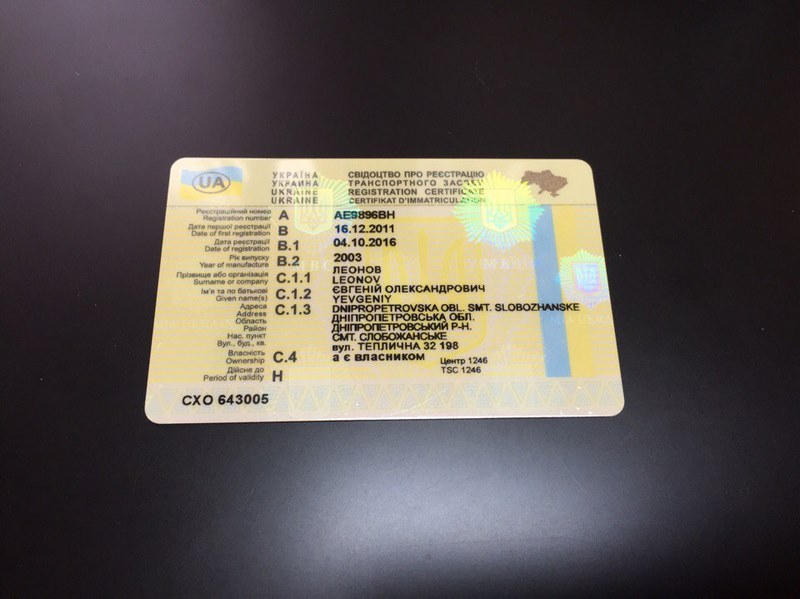 UA
УКРАЇНА СВІДОЦТВО ПРО РЕЄСТРАЦІЮ
УКРАИНА ТРАНСПОРТНОГО ЗАСОБУ
UKRAINE REGISTRATION CERTIFICATE
UKRAINE CERTIFIKAT D'IMMATRICULATION
Реєстраційний номер
Registration number A AE9896BH
Дата першої реєстрації
Date of first registration B 16.12.2011
Дата реєстрації
Date of registration B.1 04.10.2016
Рік випуску
Year of manufacture B.2 2003
Прізвище або організація C.1.1 ЛЕОНОВ
Surname or company LEONOV
Ім'я та по батькові C.1.2 ЄВГЕНІЙ ОЛЕКСАНДРОВИЧ
Given name(s) YEVGENIY
Адреса C.1.3 DNIPROPETROVSKA OBL. SMT. SLOBOZHANSKE
Address ДНІПРОПЕТРОВСЬКА ОБЛ.
Область ДНІПРОПЕТРОВСЬКИЙ Р-Н.
Район СМТ. СЛОБОЖАНСЬКЕ
Нас. пункт вул. ТЕПЛИЧНА 32 198
Вул., буд., кв.
Власність
Ownership C.4 а є власником Центр 1246
Дійсне до TSC 1246
Period of validity H
СХО 643005